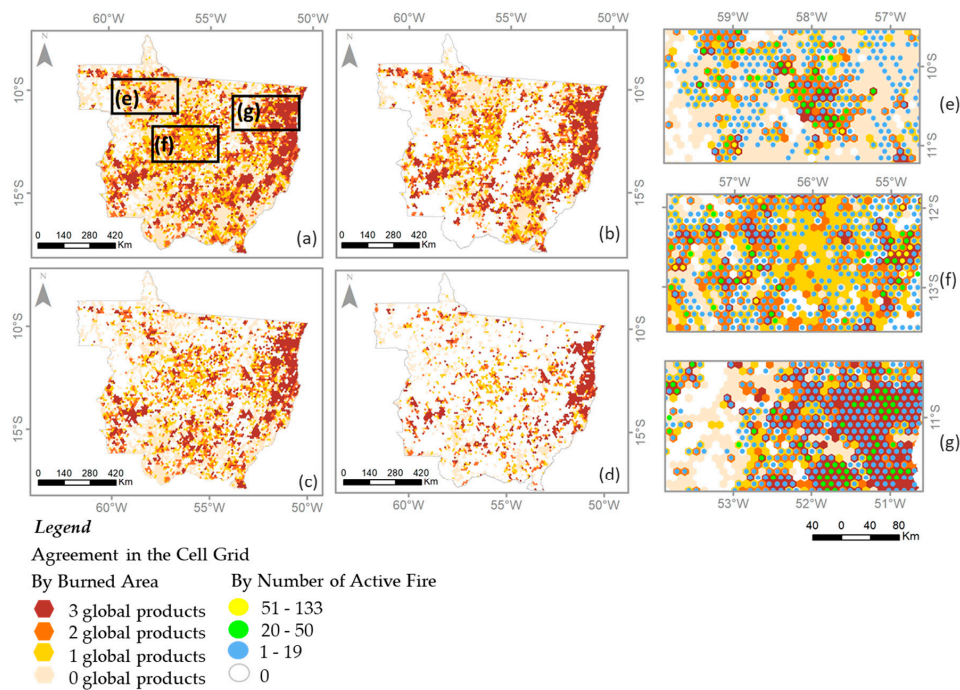 60°W 55°W 50°W 60°W 55°W 50°W
59°W 58°W 57°W
N
N
10°S
10°S
10°S
11°S
(e)
(f)
(g)
(e)
15°S
15°S
0 140 280 420
Km
(a)
0 140 280 420
Km
(b)
57°W 56°W 55°W
12°S
13°S
(f)
N
N
10°S
10°S
15°S
15°S
11°S
(g)
0 140 280 420
Km
(c)
0 140 280 420
Km
(d)
60°W 55°W 50°W 60°W 55°W 50°W
53°W 52°W 51°W
40 0 40 80
Km
Legend
Agreement in the Cell Grid
By Burned Area By Number of Active Fire
3 global products 51 - 133
2 global products 20 - 50
1 global products 1 - 19
0 global products 0